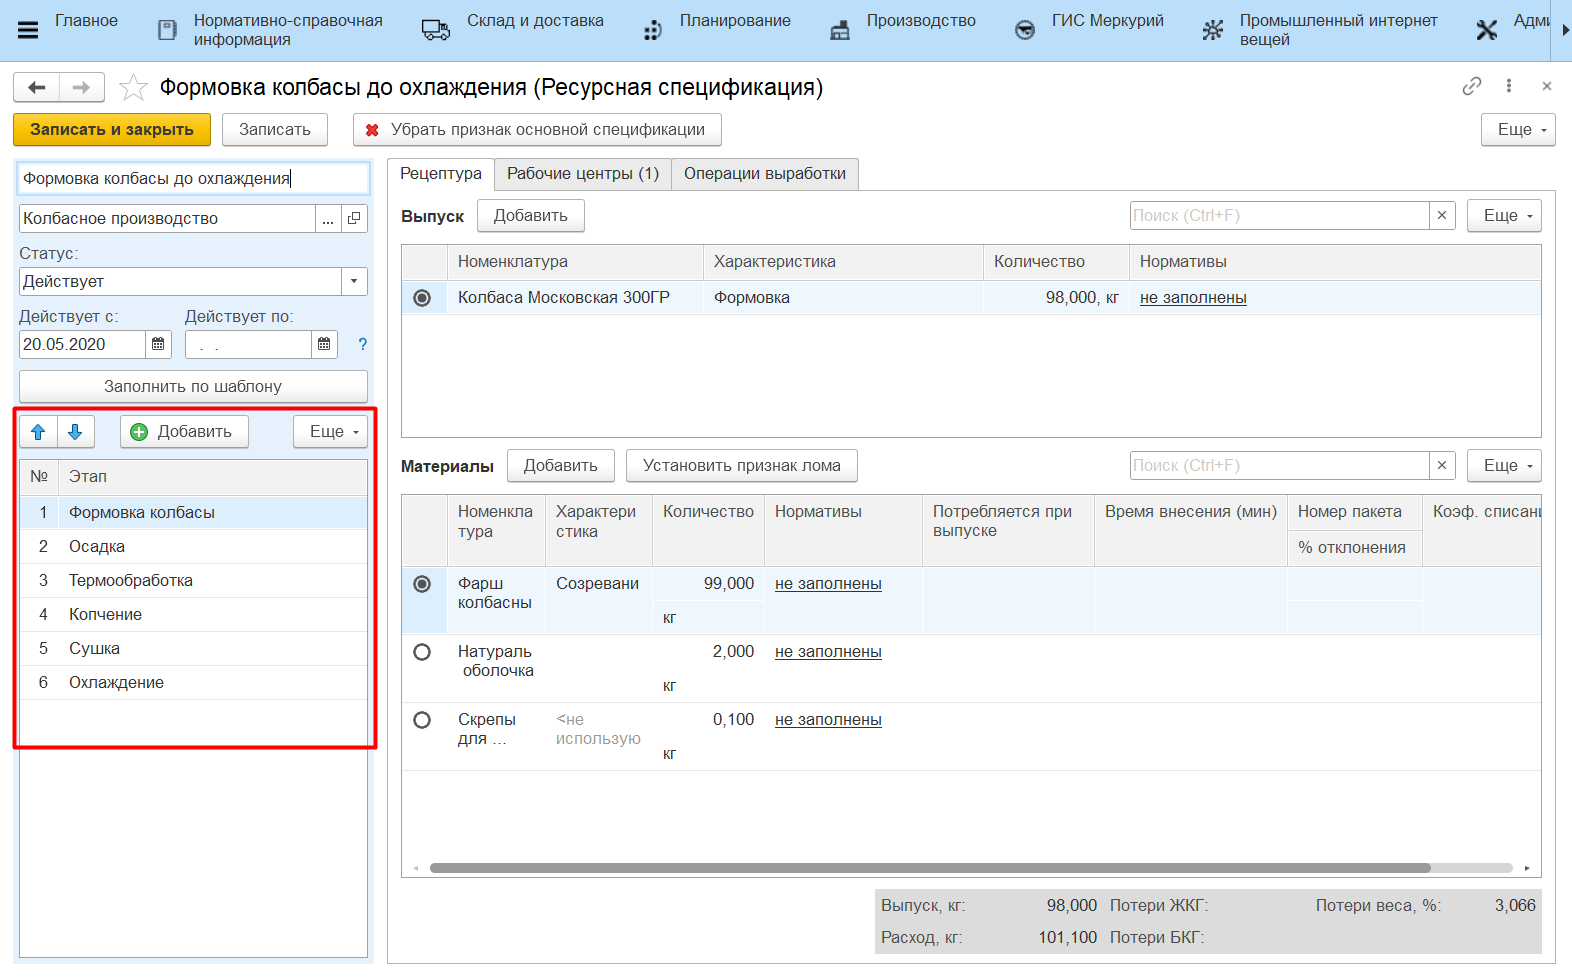 Главное
Нормативно-справочная
информация
Склад и доставка
Планирование
Производство
ГИС Меркурий
Промышленный интернет
вещей
Адми
Формовка колбасы до охлаждения (Ресурсная спецификация)
Записать и закрыть
Записать
Убрать признак основной спецификации
Еще
Формовка колбасы до охлаждения
Колбасное производство
...
Статус:
Действует
Действует с:
Действует по:
20.05.2020
. .
?
Заполнить по шаблону
Добавить
Еще
№ Этап
1 Формовка колбасы
2 Осадка
3 Термообработка
4 Копчение
5 Сушка
6 Охлаждение
Рецептура
Рабочие центры (1)
Операции выработки
Выпуск
Добавить
Поиск (Ctrl+F)
×
Еще
Номенклатура Характеристика Количество Нормативы
Колбаса Московская 300ГР Формовка 98,000, кг не заполнены
Материалы
Добавить
Установить признак лома
Поиск (Ctrl+F)
×
Еще
Номенкла
тура
Характери
стика
Количество
Нормативы
Потребляется при
выпуске
Время внесения (мин)
Номер пакета
% отклонения
Коэф. списани
Фарш
колбасны
Созревани
99,000
кг
не заполнены
Натураль
оболочка
2,000
кг
не заполнены
Скрепы
для ...
<не
использую
0,100
кг
не заполнены
Выпуск, кг: 98,000 Потери ЖКГ: Потери веса, %: 3,066
Расход, кг: 101,100 Потери БКГ: